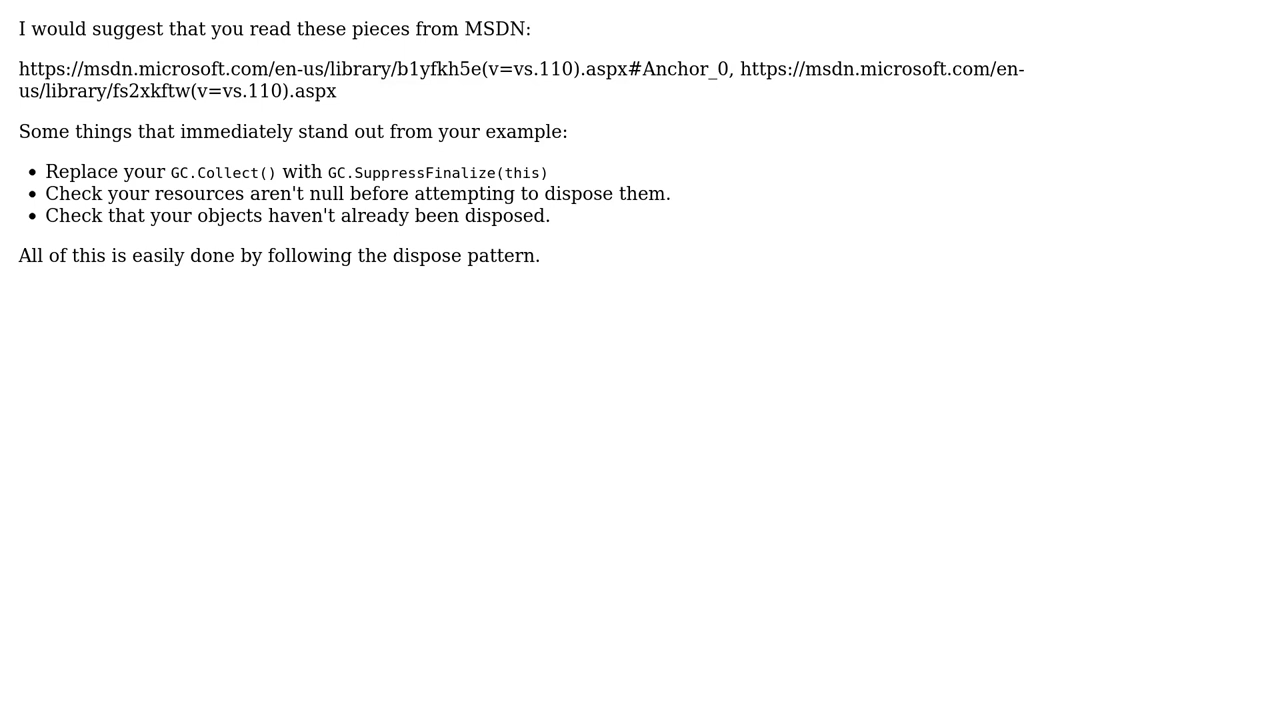 I would suggest that you read these pieces from MSDN:
https://msdn.microsoft.com/en-us/library/b1yfkh5e(v=vs.110).aspx#Anchor_0, https://msdn.microsoft.com/en-
us/library/fs2xkftw(v=vs.110).aspx
Some things that immediately stand out from your example:
• Replace your GC.Collect() with GC.SuppressFinalize(this)
• Check your resources aren't null before attempting to dispose them.
• Check that your objects haven't already been disposed.
All of this is easily done by following the dispose pattern.